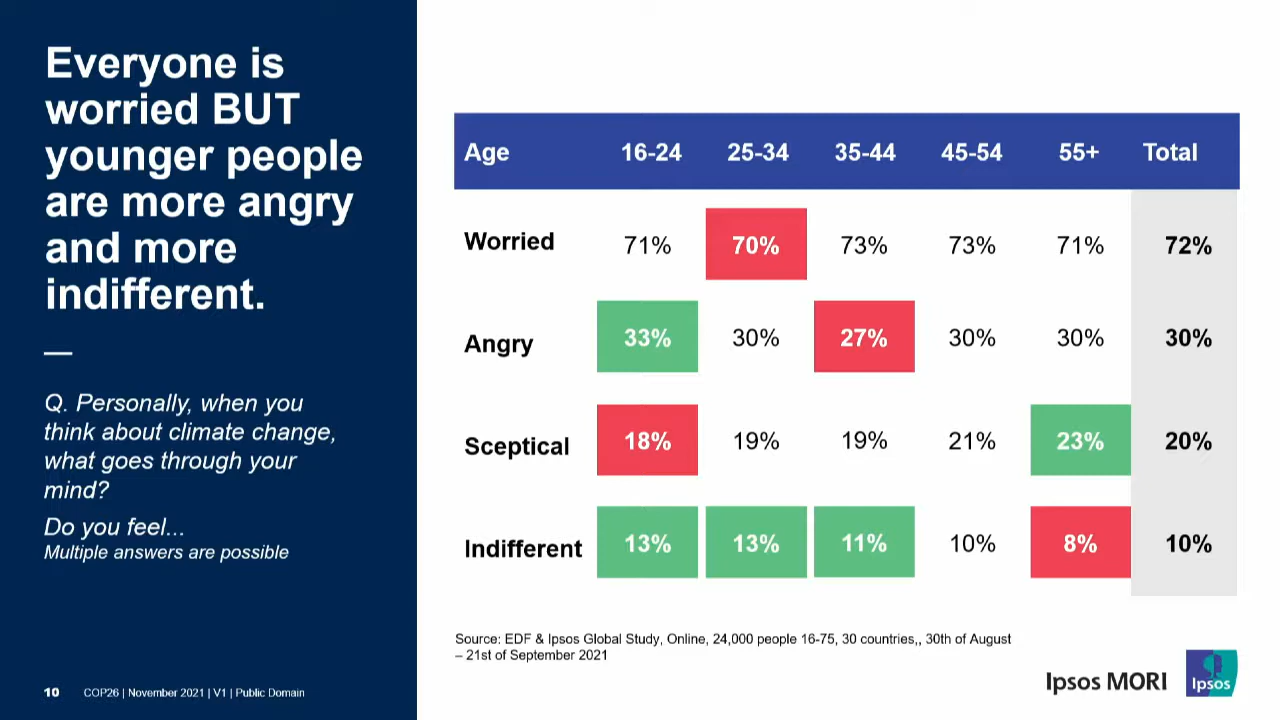 Everyone is
worried BUT
younger people
are more angry
and more
indifferent.
—
Q. Personally, when you
think about climate change,
what goes through your
mind?
Do you feel...
Multiple answers are possible
Age 16-24 25-34 35-44 45-54 55+ Total
Worried 71% 70% 73% 73% 71% 72%
Angry 33% 30% 27% 30% 30% 30%
Sceptical 18% 19% 19% 21% 23% 20%
Indifferent 13% 13% 11% 10% 8% 10%
Source: EDF & Ipsos Global Study, Online, 24,000 people 16-75, 30 countries,, 30th of August
– 21st of September 2021
10 COP26 | November 2021 | V1 | Public Domain
Ipsos MORI
Ipsos